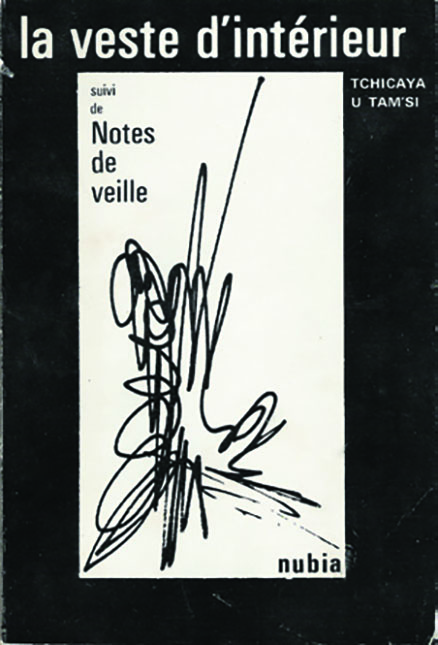 la veste d'intérieur
TCHICAYA
U TAM'SI
suivi
de
Notes
de
veille
nubia